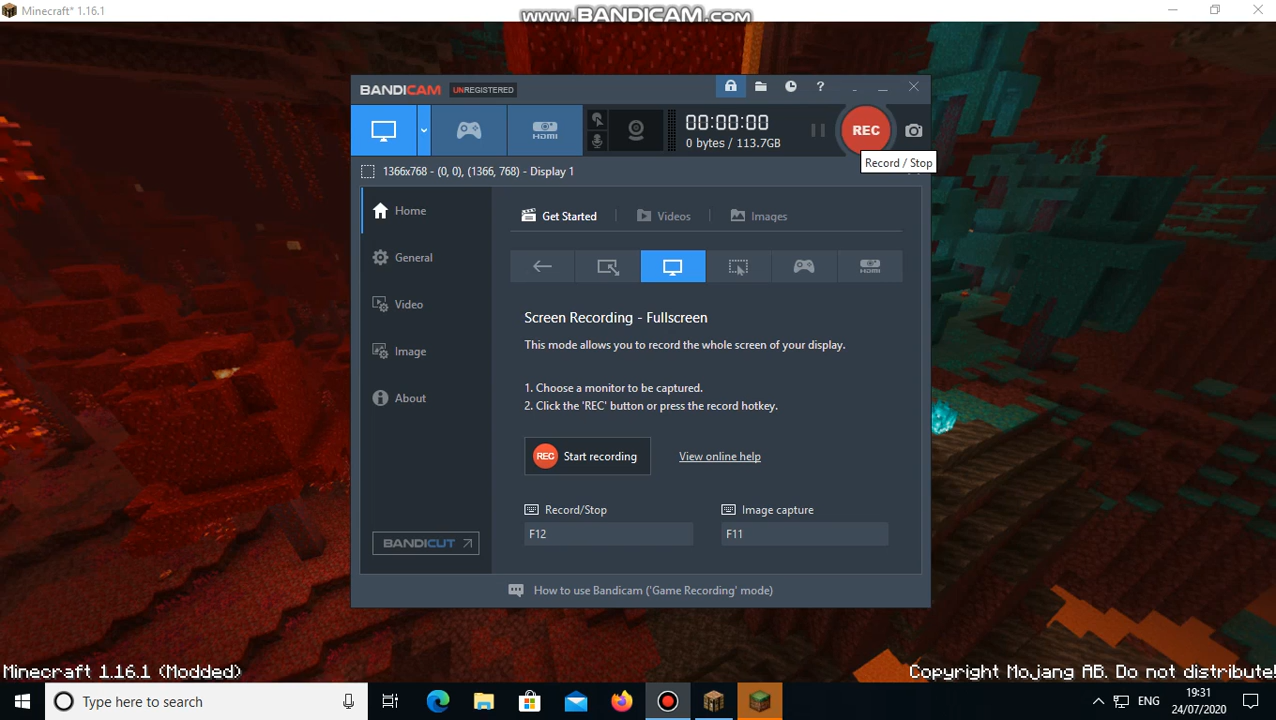 Minecraft* 1.16.1
www.BANDICAM.com
BANDICAM UNREGISTERED
HDMI
00:00:00
0 bytes / 113.7GB
REC
Record / Stop
1366x768 - (0, 0), (1366, 768) - Display 1
Home
General
Video
Image
About
BANDICUT
Get Started
Videos
Images
HDMI
Screen Recording - Fullscreen
This mode allows you to record the whole screen of your display.
1. Choose a monitor to be captured.
2. Click the 'REC' button or press the record hotkey.
REC Start recording
View online help
Record/Stop
Image capture
F12
F11
How to use Bandicam ('Game Recording' mode)
Minecraft 1.16.1 (Modded)
Copyright Mojang AB. Do not distribute!
Type here to search
ENG
19:31
24/07/2020